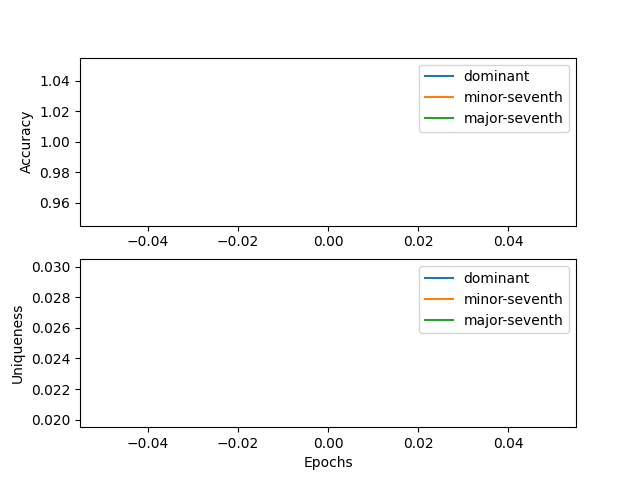 1.04
1.02
1.00
0.98
0.96
Accuracy
dominant
minor-seventh
major-seventh
−0.04 −0.02 0.00 0.02 0.04
0.030
0.028
0.026
0.024
0.022
0.020
Uniqueness
dominant
minor-seventh
major-seventh
−0.04 −0.02 0.00 0.02 0.04
Epochs